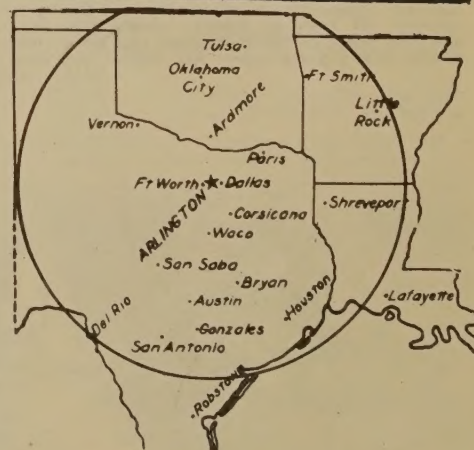 Tulsa
Oklahoma
City
Ft Smith
Little
Rock
Ardmore
Vernon
Paris
Ft Worth
Dallas
ARLINGTON
Corsicana
Shreveport
Waco
San Saba
Bryan
Austin
Houston
Lafayette
Del Rio
Gonzales
San Antonio
Robstown